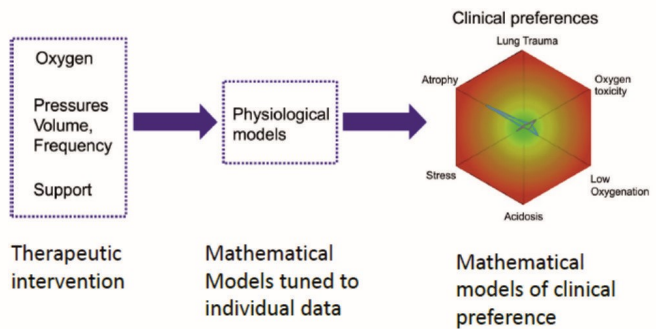 Oxygen
Pressures
Volume,
Frequency
Support
Therapeutic
intervention
Physiological
models
Mathematical
Models tuned to
individual data
Clinical preferences
Lung Trauma
Atrophy
Oxygen
toxicity
Stress
Low
Oxygenation
Acidosis
Mathematical
models of clinical
preference